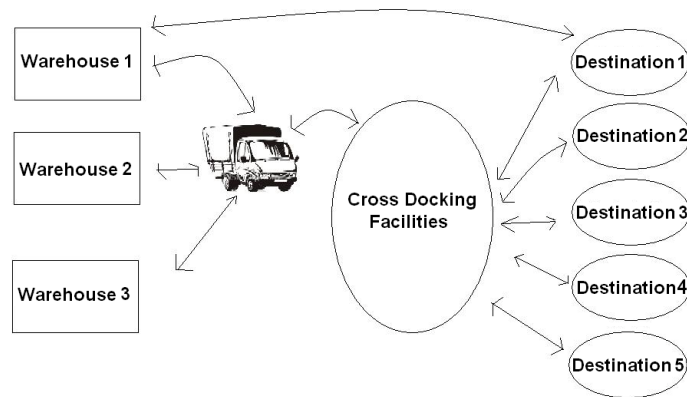 Warehouse 1
Warehouse 2
Warehouse 3
Cross Docking
Facilities
Destination 1
Destination 2
Destination 3
Destination4
Destination 5